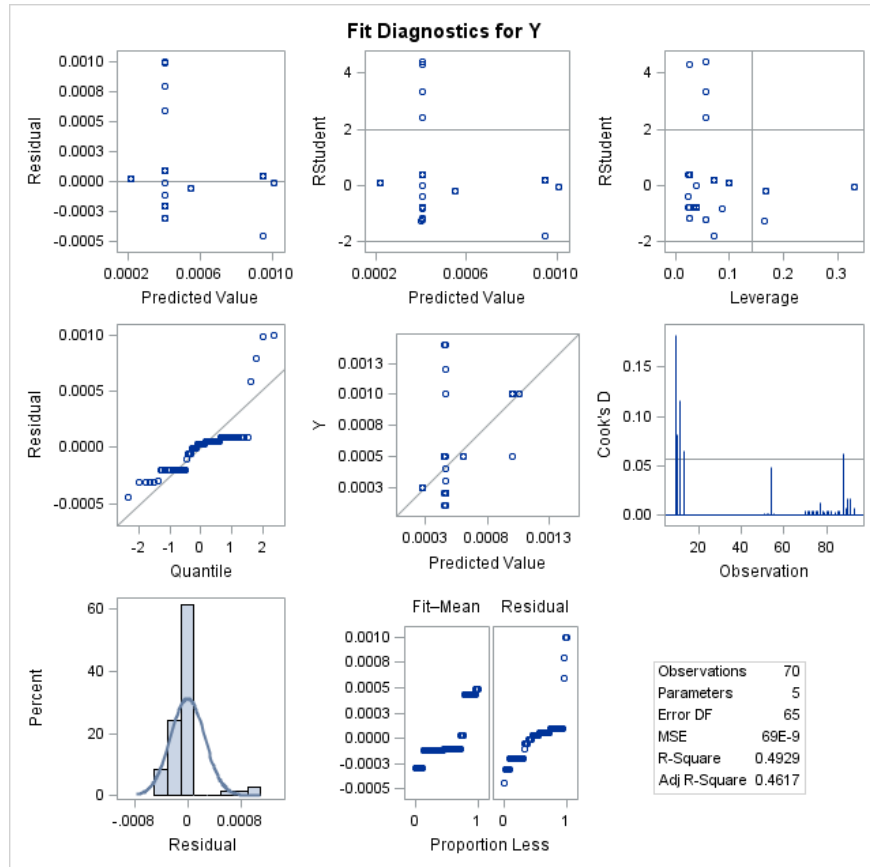 Fit Diagnostics for Y
Residual
0.0010
0.0008
0.0005
0.0003
0.0000
-0.0003
-0.0005
0.0002 0.0006 0.0010
Predicted Value
RStudent
4
2
0
-2
0.0002 0.0006 0.0010
Predicted Value
RStudent
4
2
0
-2
0.0 0.1 0.2 0.3
Leverage
Residual
0.0010
0.0005
0.0000
-0.0005
-2 -1 0 1 2
Quantile
Y
0.0013
0.0010
0.0008
0.0005
0.0003
0.0003 0.0008 0.0013
Predicted Value
Cook's D
0.15
0.10
0.05
0.00
20 40 60 80
Observation
Percent
60
40
20
0
-.0008 0 0.0008
Residual
Fit–Mean Residual
0.0010
0.0008
0.0005
0.0003
0.0000
-0.0003
-0.0005
0 1 0 1
Proportion Less
Observations 70
Parameters 5
Error DF 65
MSE 69E-9
R-Square 0.4929
Adj R-Square 0.4617